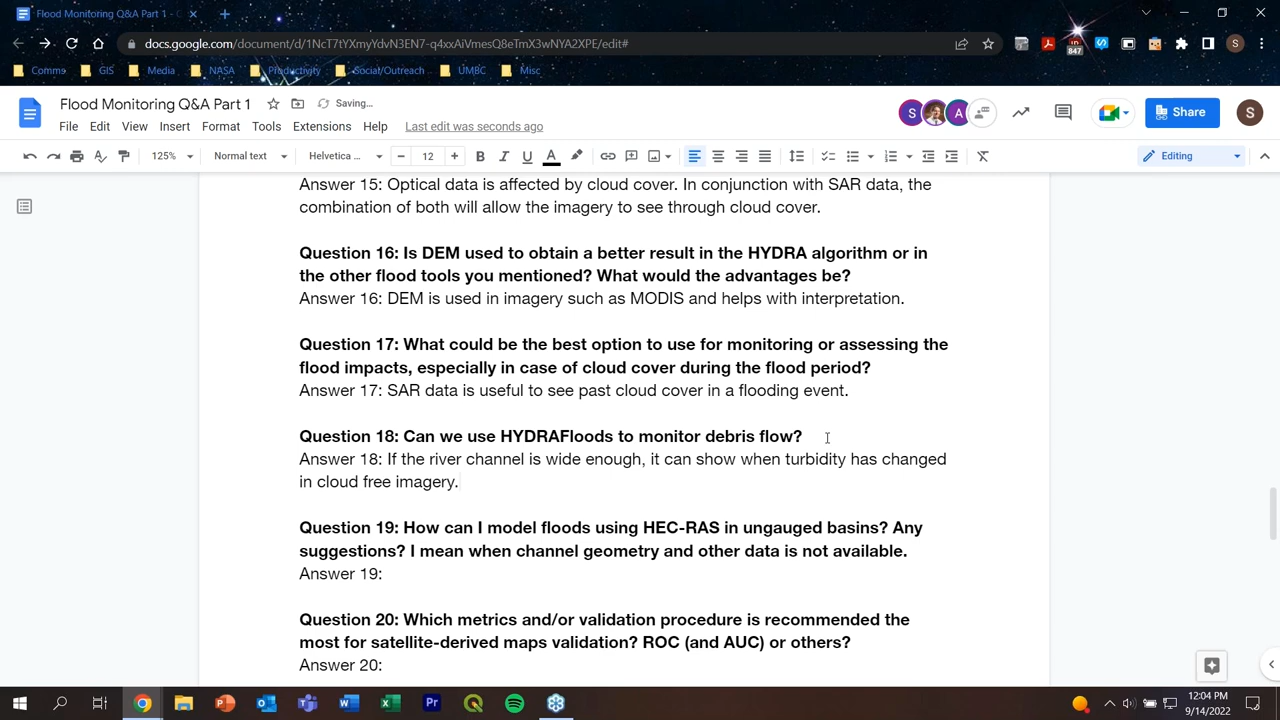 Flood Monitoring Q&A Part 1 -
docs.google.com/document/d/1NcT7tYXmyYdvN3EN7-q4xxAiVmesQ8eTmX3wNYA2XPE/edit#
847
S
Comms
GIS
Media
NASA
Productivity
Social/Outreach
UMBC
Misc
Flood Monitoring Q&A Part 1
Saving...
File Edit View Insert Format Tools Extensions Help Last edit was seconds ago
S
A
Share
S
125% Normal text Helvetica ... 12 B I U A
Editing
Answer 15: Optical data is affected by cloud cover. In conjunction with SAR data, the
combination of both will allow the imagery to see through cloud cover.
Question 16: Is DEM used to obtain a better result in the HYDRA algorithm or in
the other flood tools you mentioned? What would the advantages be?
Answer 16: DEM is used in imagery such as MODIS and helps with interpretation.
Question 17: What could be the best option to use for monitoring or assessing the
flood impacts, especially in case of cloud cover during the flood period?
Answer 17: SAR data is useful to see past cloud cover in a flooding event.
Question 18: Can we use HYDRAFloods to monitor debris flow?
Answer 18: If the river channel is wide enough, it can show when turbidity has changed
in cloud free imagery.
Question 19: How can I model floods using HEC-RAS in ungauged basins? Any
suggestions? I mean when channel geometry and other data is not available.
Answer 19:
Question 20: Which metrics and/or validation procedure is recommended the
most for satellite-derived maps validation? ROC (and AUC) or others?
Answer 20:
12:04 PM
9/14/2022